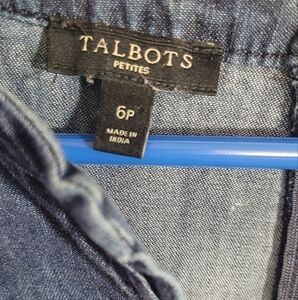 TALBOTS
PETITES
6P
MADE IN
INDIA